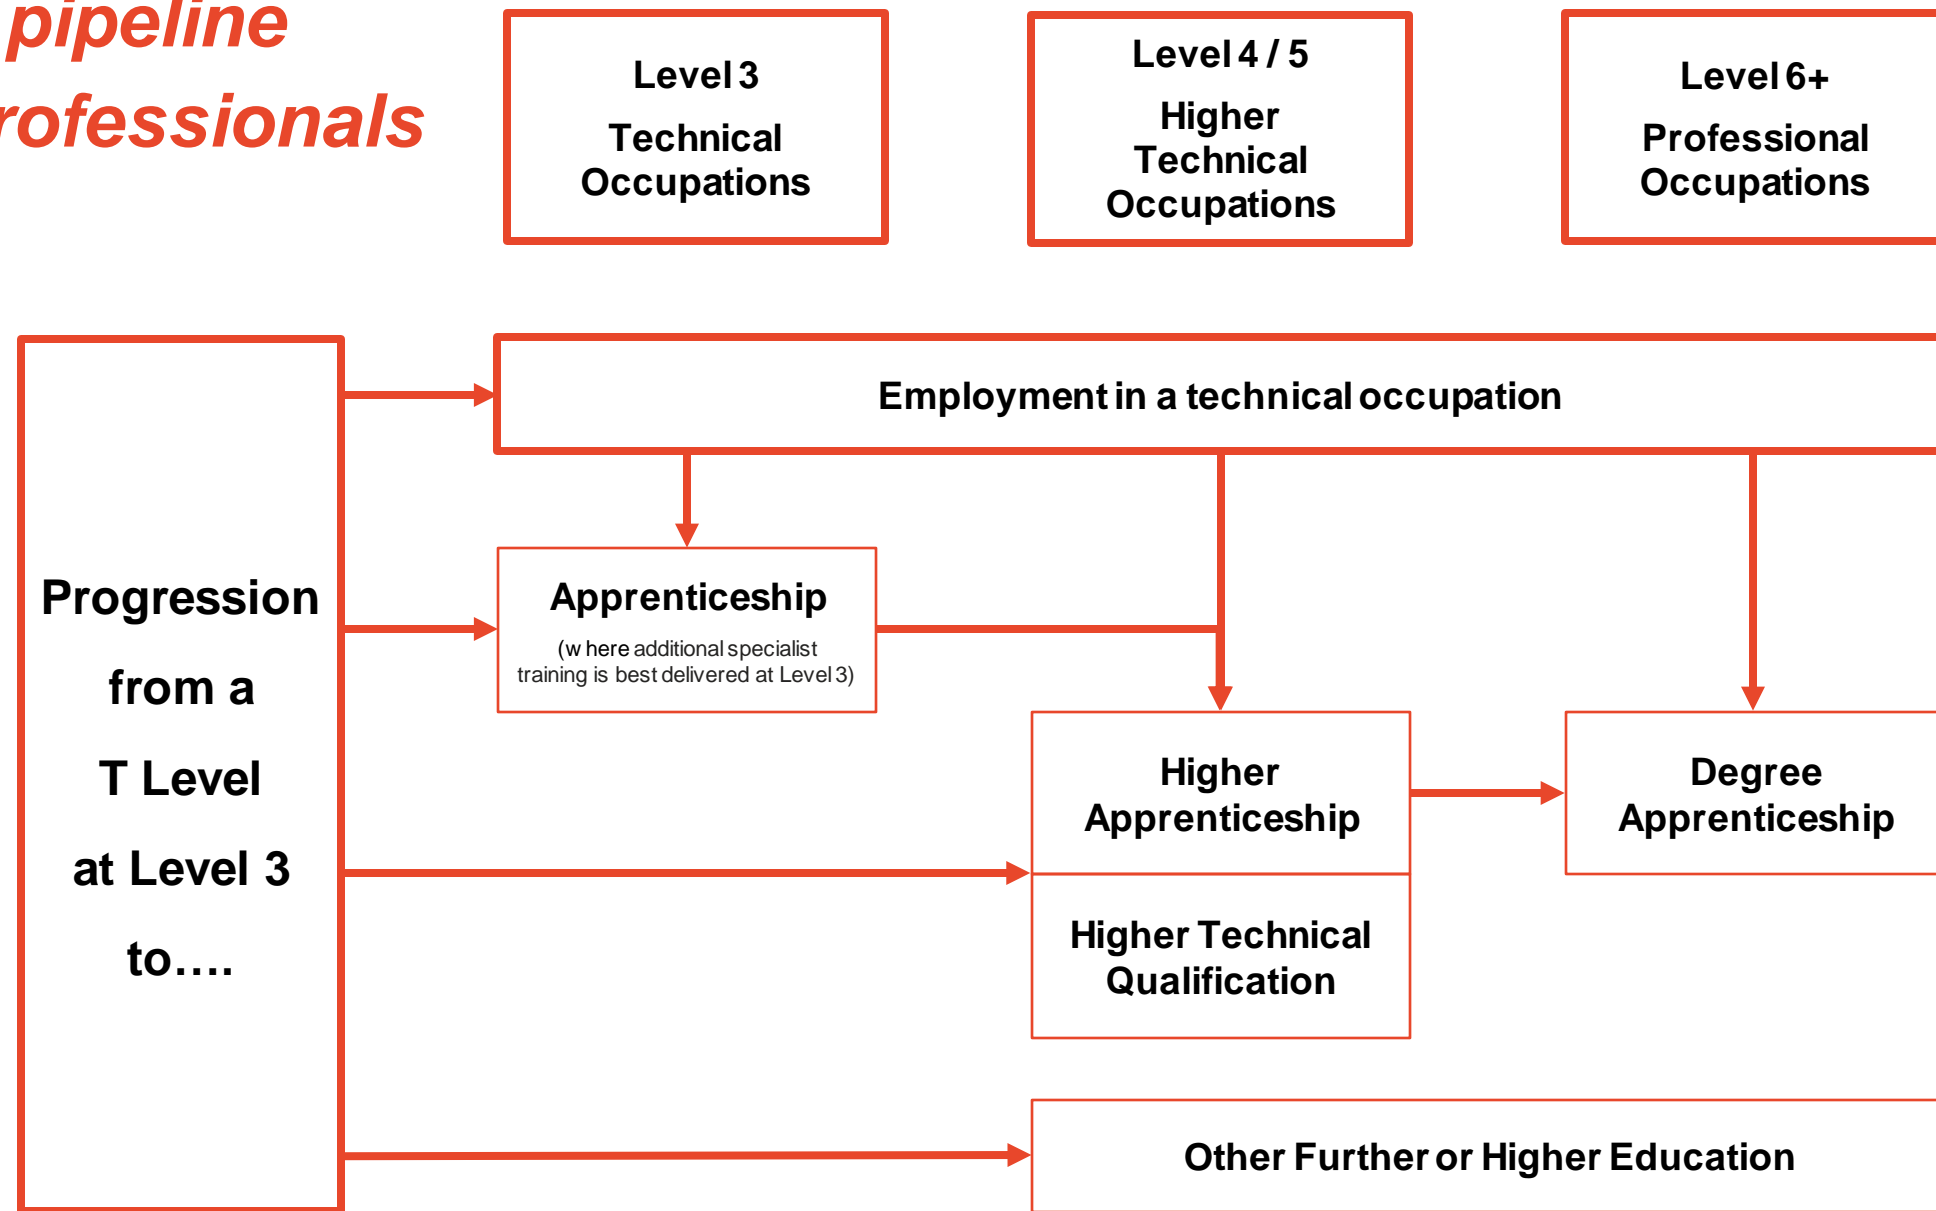 pipeline
rofessionals
Level 3
Technical
Occupations
Level 4 / 5
Higher
Technical
Occupations
Level 6+
Professional
Occupations
Progression
from a
T Level
at Level 3
to….
Employment in a technical occupation
Apprenticeship
(w here additional specialist
training is best delivered at Level 3)
Higher
Apprenticeship
Degree
Apprenticeship
Higher Technical
Qualification
Other Further or Higher Education